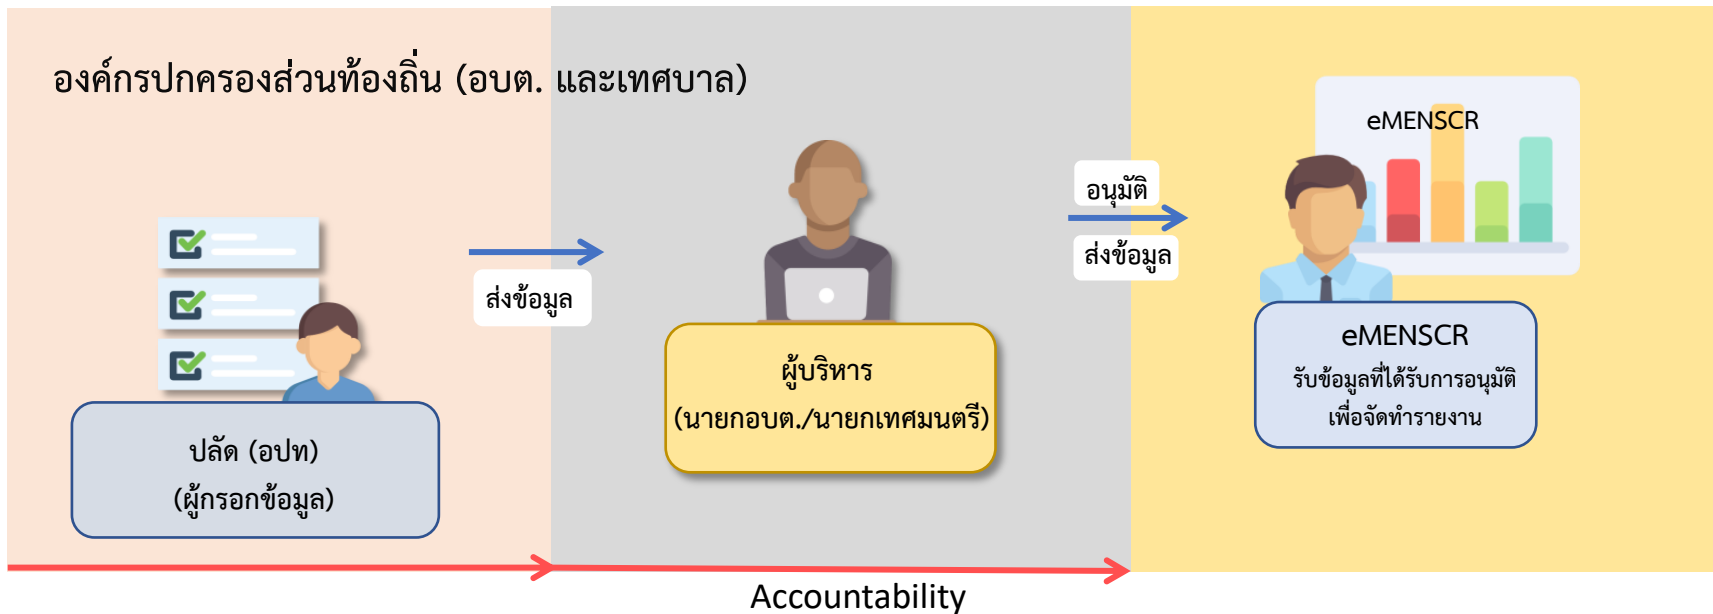 องค์กรปกครองส่วนท้องถิ่น (อบต. และเทศบาล)
ปลัด (อปท)
(ผู้กรอกข้อมูล)
ส่งข้อมูล
ผู้บริหาร
(นายกอบต./นายกเทศมนตรี)
อนุมัติ
ส่งข้อมูล
eMENSCR
eMENSCR
รับข้อมูลที่ได้รับการอนุมัติ
เพื่อจัดทำรายงาน
Accountability